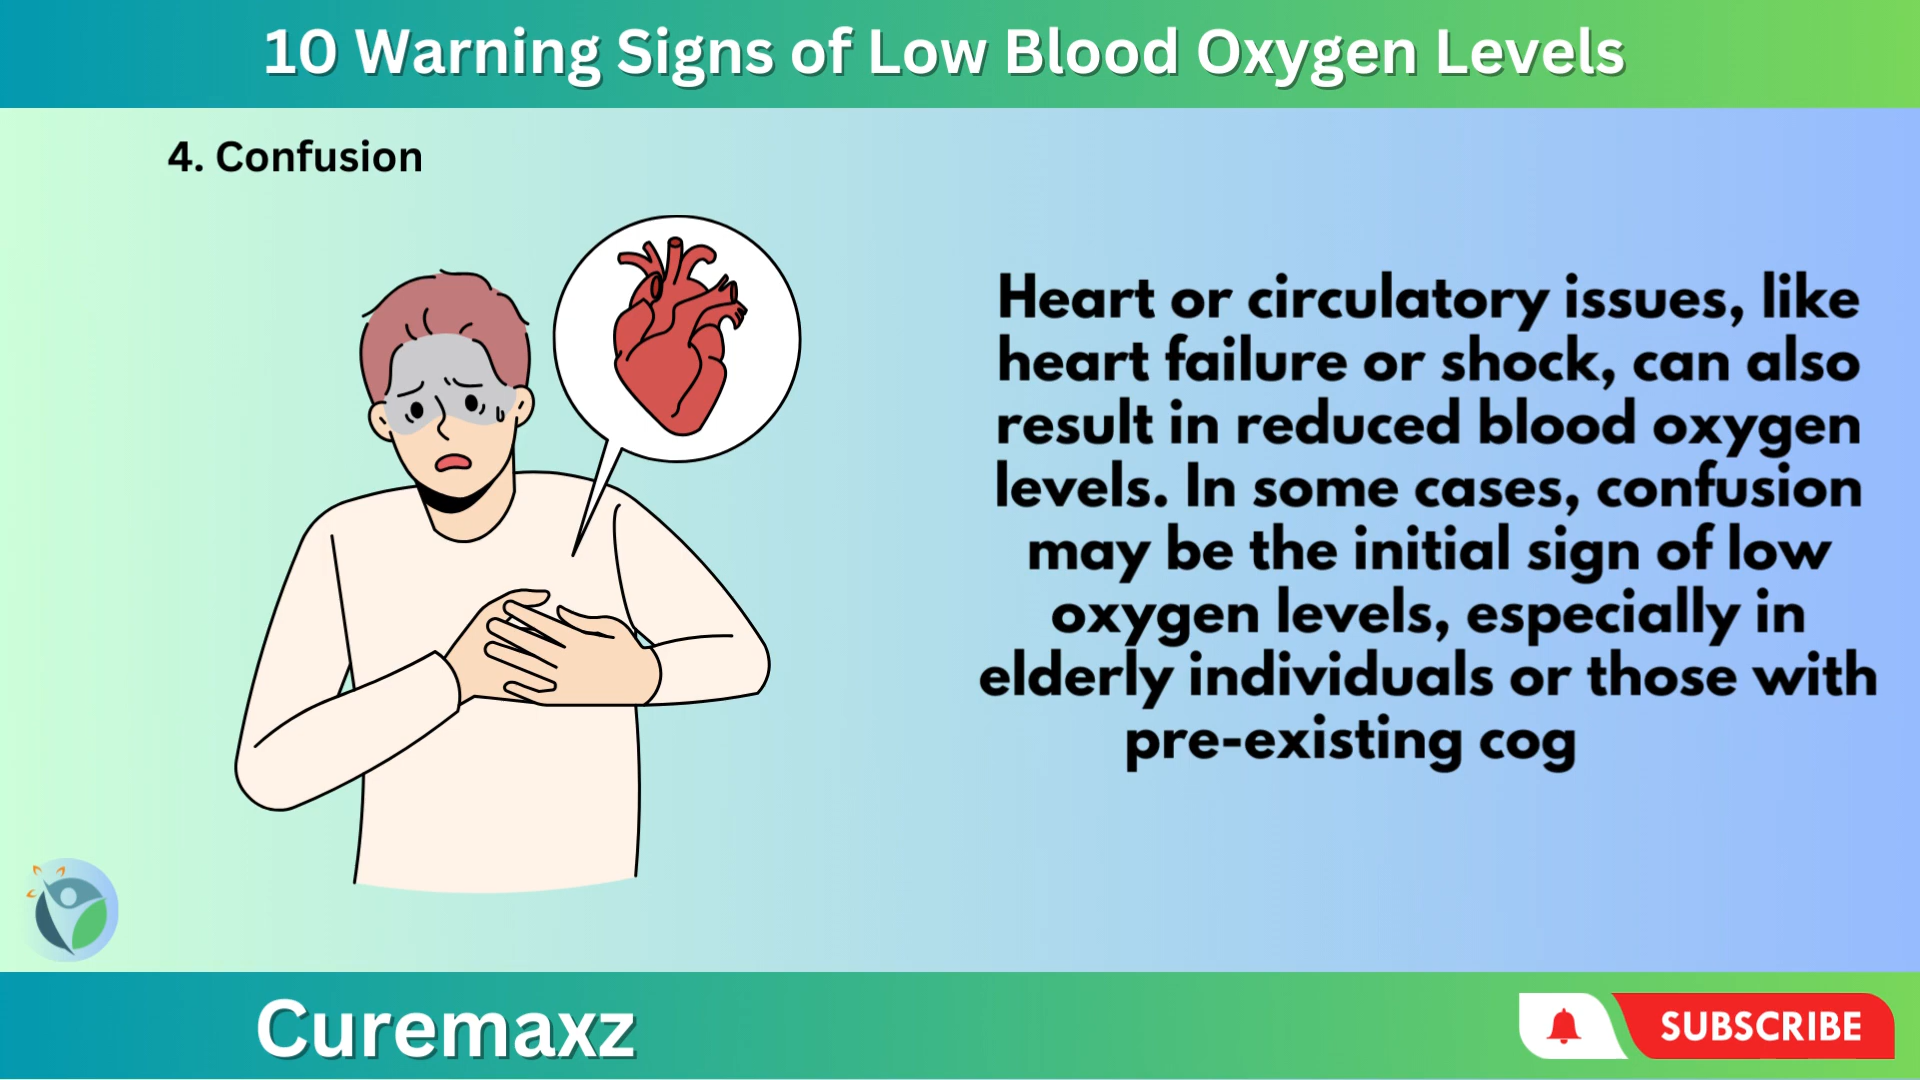 10 Warning Signs of Low Blood Oxygen Levels
4. Confusion
Heart or circulatory issues, like
heart failure or shock, can also
result in reduced blood oxygen
levels. In some cases, confusion
may be the initial sign of low
oxygen levels, especially in
elderly individuals or those with
pre-existing cog
Curemaxz
SUBSCRIBE